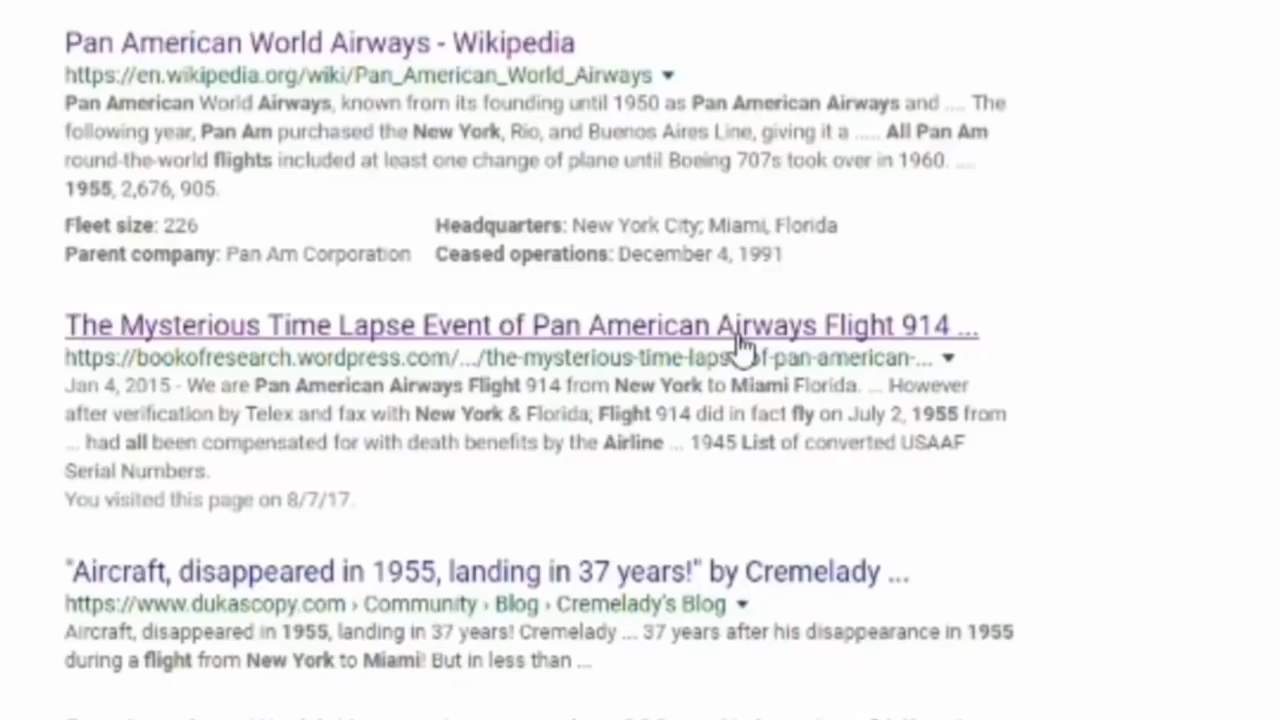 Pan American World Airways - Wikipedia
https://en.wikipedia.org/wiki/Pan_American_World_Airways
Pan American World Airways, known from its founding until 1950 as Pan American Airways and .... The
following year, Pan Am purchased the New York, Rio, and Buenos Aires Line, giving it a ..... All Pan Am
round-the-world flights included at least one change of plane until Boeing 707s took over in 1960. ....
1955, 2,676, 905.
Fleet size: 226 Headquarters: New York City; Miami, Florida
Parent company: Pan Am Corporation Ceased operations: December 4, 1991
The Mysterious Time Lapse Event of Pan American Airways Flight 914 ...
https://bookofresearch.wordpress.com/.../the-mysterious-time-laps of-pan-american-...
Jan 4, 2015 - We are Pan American Airways Flight 914 from New York to Miami Florida. ... However
after verification by Telex and fax with New York & Florida; Flight 914 did in fact fly on July 2, 1955 from
... had all been compensated for with death benefits by the Airline ... 1945 List of converted USAAF
Serial Numbers.
You visited this page on 8/7/17.
"Aircraft, disappeared in 1955, landing in 37 years!" by Cremelady ...
https://www.dukascopy.com › Community › Blog › Cremelady's Blog
Aircraft, disappeared in 1955, landing in 37 years! Cremelady ... 37 years after his disappearance in 1955
during a flight from New York to Miami! But in less than ...